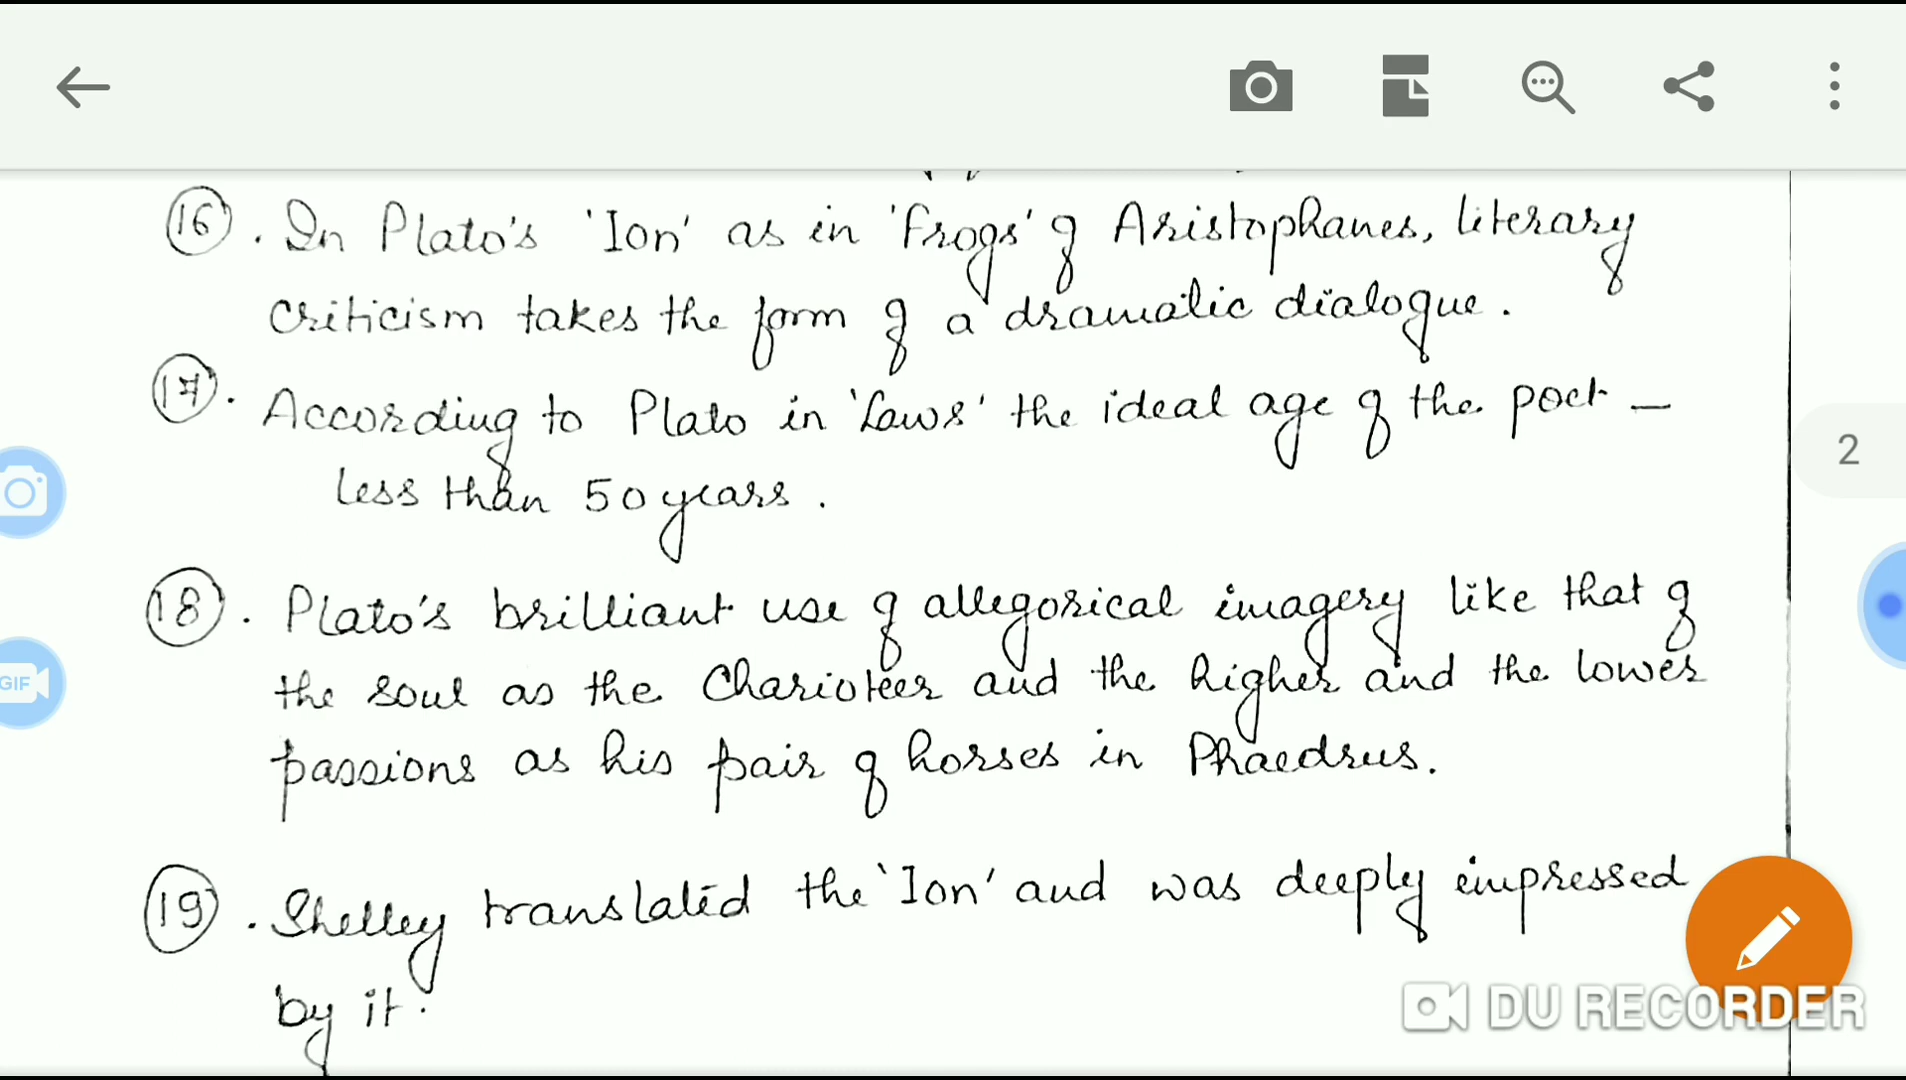 16. In Plato's 'Ion' as in 'Frogs' of Aristophanes, literary
criticism takes the form of a dramatic dialogue.
17. According to Plato in 'Laws' the ideal age of the poet —
less than 50 years.
2
18. Plato's brilliant use of allegorical imagery like that of
the soul as the Charioteer and the higher and the lower
GIF
passions as his pair of horses in Phaedrus.
19. Shelley translated the 'Ion' and was deeply impressed
by it.
DU RECORDER